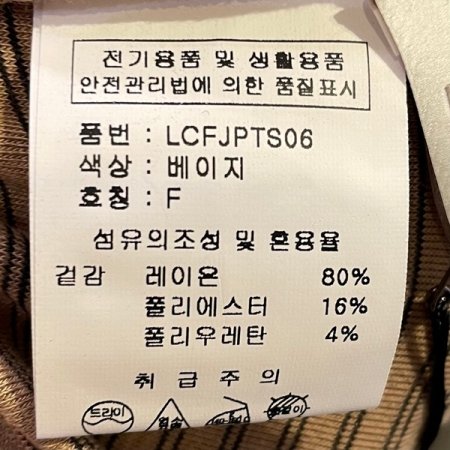 전기용품 및 생활용품
안전관리법에 의한 품질표시
품번 : LCFJPTS06
색상 : 베이지
호칭 : F
섬유의조성 및 혼용율
겉감 레이온 80%
폴리에스터 16%
폴리우레탄 4%
취급주의
드라이